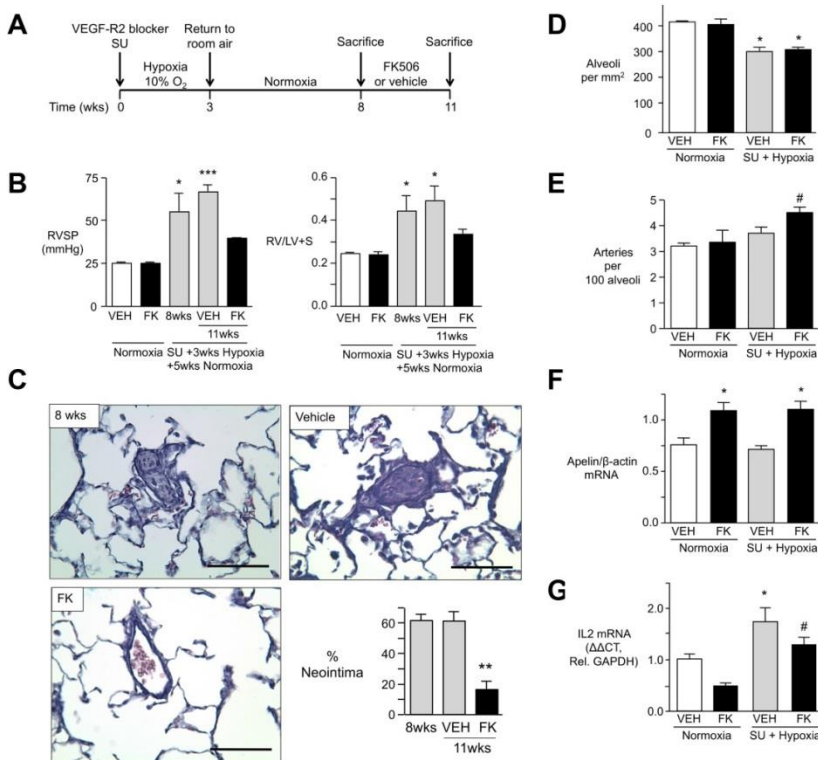 A
VEGF-R2 blocker
SU
Return to
room air
Sacrifice
Sacrifice
Hypoxia
10% O2
Normoxia
FK506
or vehicle
Time (wks)
0
3
8
11
B
RVSP
(mmHg)
75
50
25
0
*
***
VEH
FK
8wks
VEH
FK
11wks
Normoxia
SU +3wks Hypoxia
+5wks Normoxia
RV/LV+S
0.6
0.4
0.2
0.0
*
*
VEH
FK
8wks
VEH
FK
11wks
Normoxia
SU +3wks Hypoxia
+5wks Normoxia
C
8 wks
Vehicle
FK
%
Neointima
60
40
20
0
**
8wks
VEH
FK
11wks
D
Alveoli
per mm2
400
300
200
300
400
0
*
*
VEH
FK
VEH
FK
Normoxia
SU + Hypoxia
E
Arteries
per
100 alveoli
5
4
3
2
1
0
#
VEH
FK
VEH
FK
Normoxia
SU + Hypoxia
F
Apelin/β-actin
mRNA
1.0
0.5
0.0
*
*
VEH
FK
VEH
FK
Normoxia
SU + Hypoxia
G
IL2 mRNA
(ΔΔCT,
Rel. GAPDH)
2.0
1.0
0.0
*
#
VEH
FK
VEH
FK
Normoxia
SU + Hypoxia